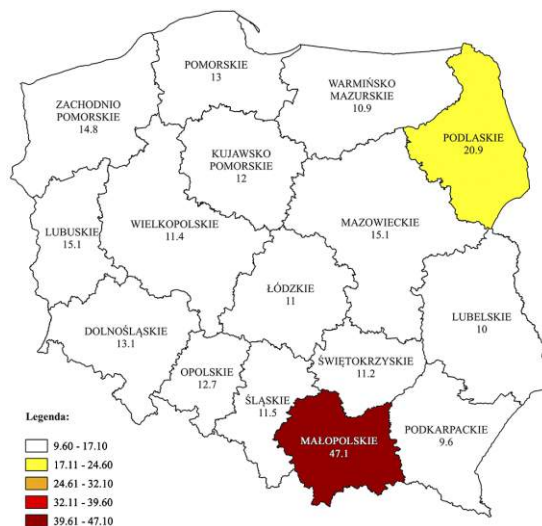 POMORSKIE
13
WARMIŃSKO
MAZURSKIE
10.9
ZACHODNIO
POMORSKIE
14.8
PODLASKIE
20.9
KUJAWSKO
POMORSKIE
12
LUBUSKIE
15.1
WIELKOPOLSKIE
11.4
MAZOWIECKIE
15.1
ŁÓDZKIE
11
LUBELSKIE
10
DOLNOŚLĄSKIE
13.1
OPOLSKIE
12.7
ŚLĄSKIE
11.5
ŚWIĘTOKRZYSKIE
11.2
MAŁOPOLSKIE
47.1
PODKARPACKIE
9.6
Legenda:
9.60 - 17.10
17.11 - 24.60
24.61 - 32.10
32.11 - 39.60
39.61 - 47.10